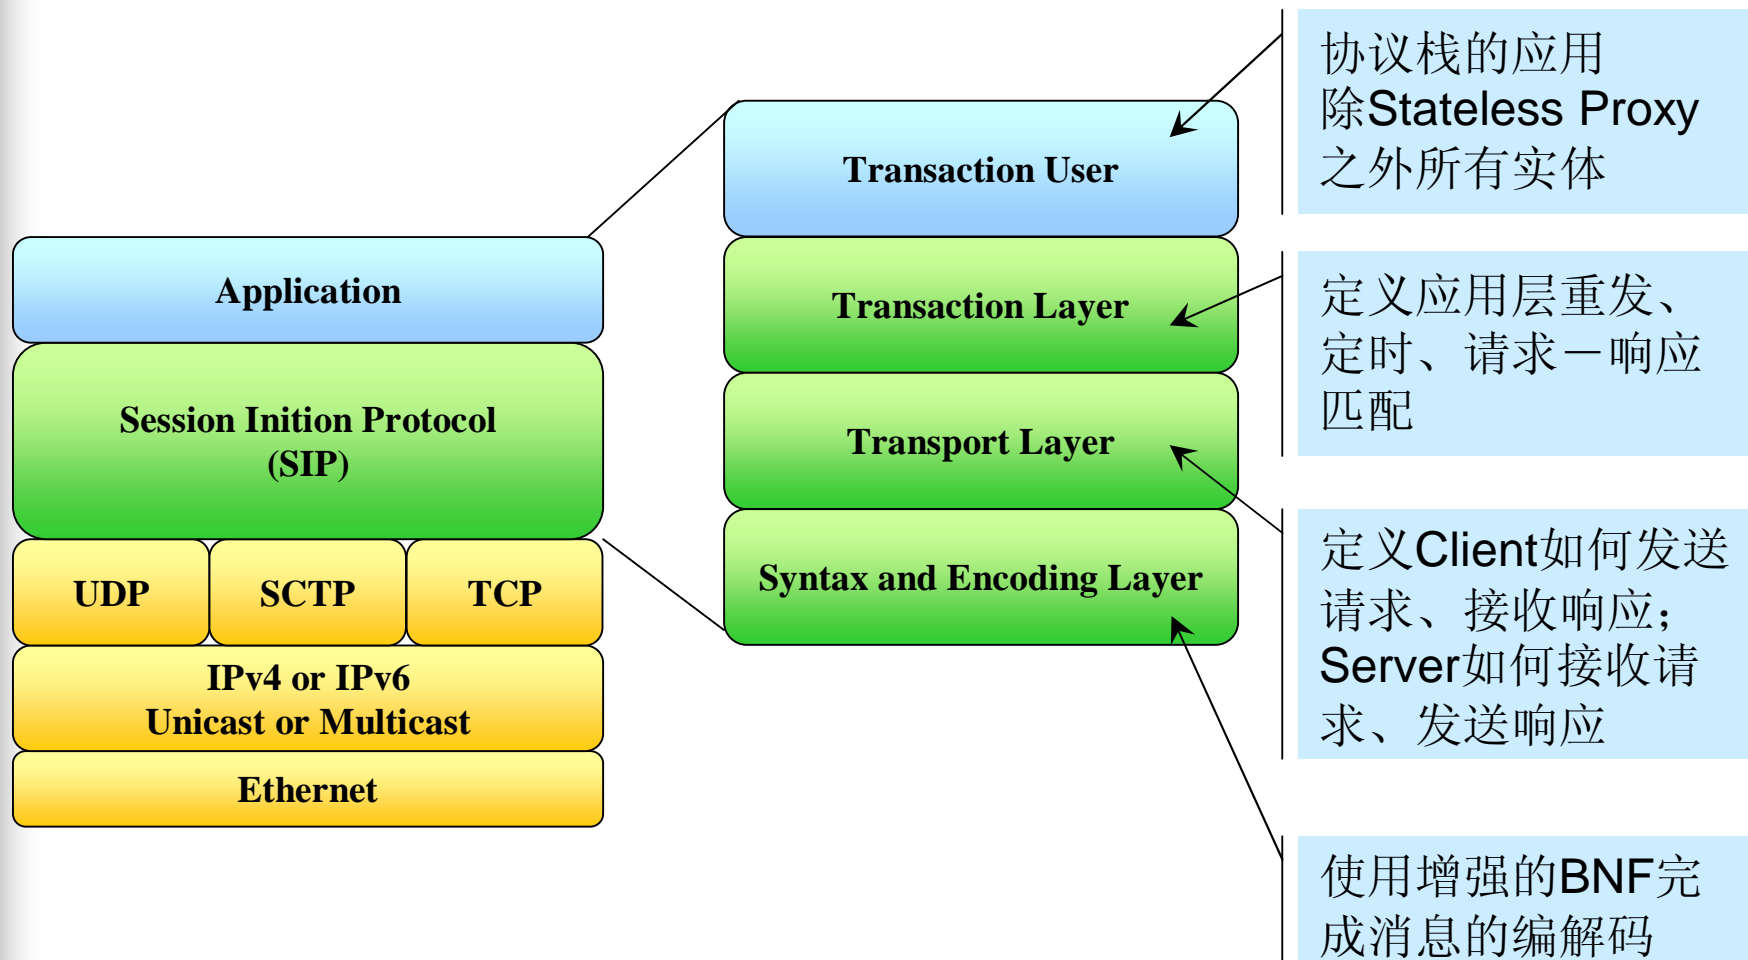 Application
Session Inition Protocol
(SIP)
UDP
SCTP
TCP
IPv4 or IPv6
Unicast or Multicast
Ethernet
Transaction User
Transaction Layer
Transport Layer
Syntax and Encoding Layer
协议栈的应用
除Stateless Proxy
之外所有实体
定义应用层重发、
定时、请求－响应
匹配
定义Client如何发送
请求、接收响应；
Server如何接收请
求、发送响应
使用增强的BNF完
成消息的编解码